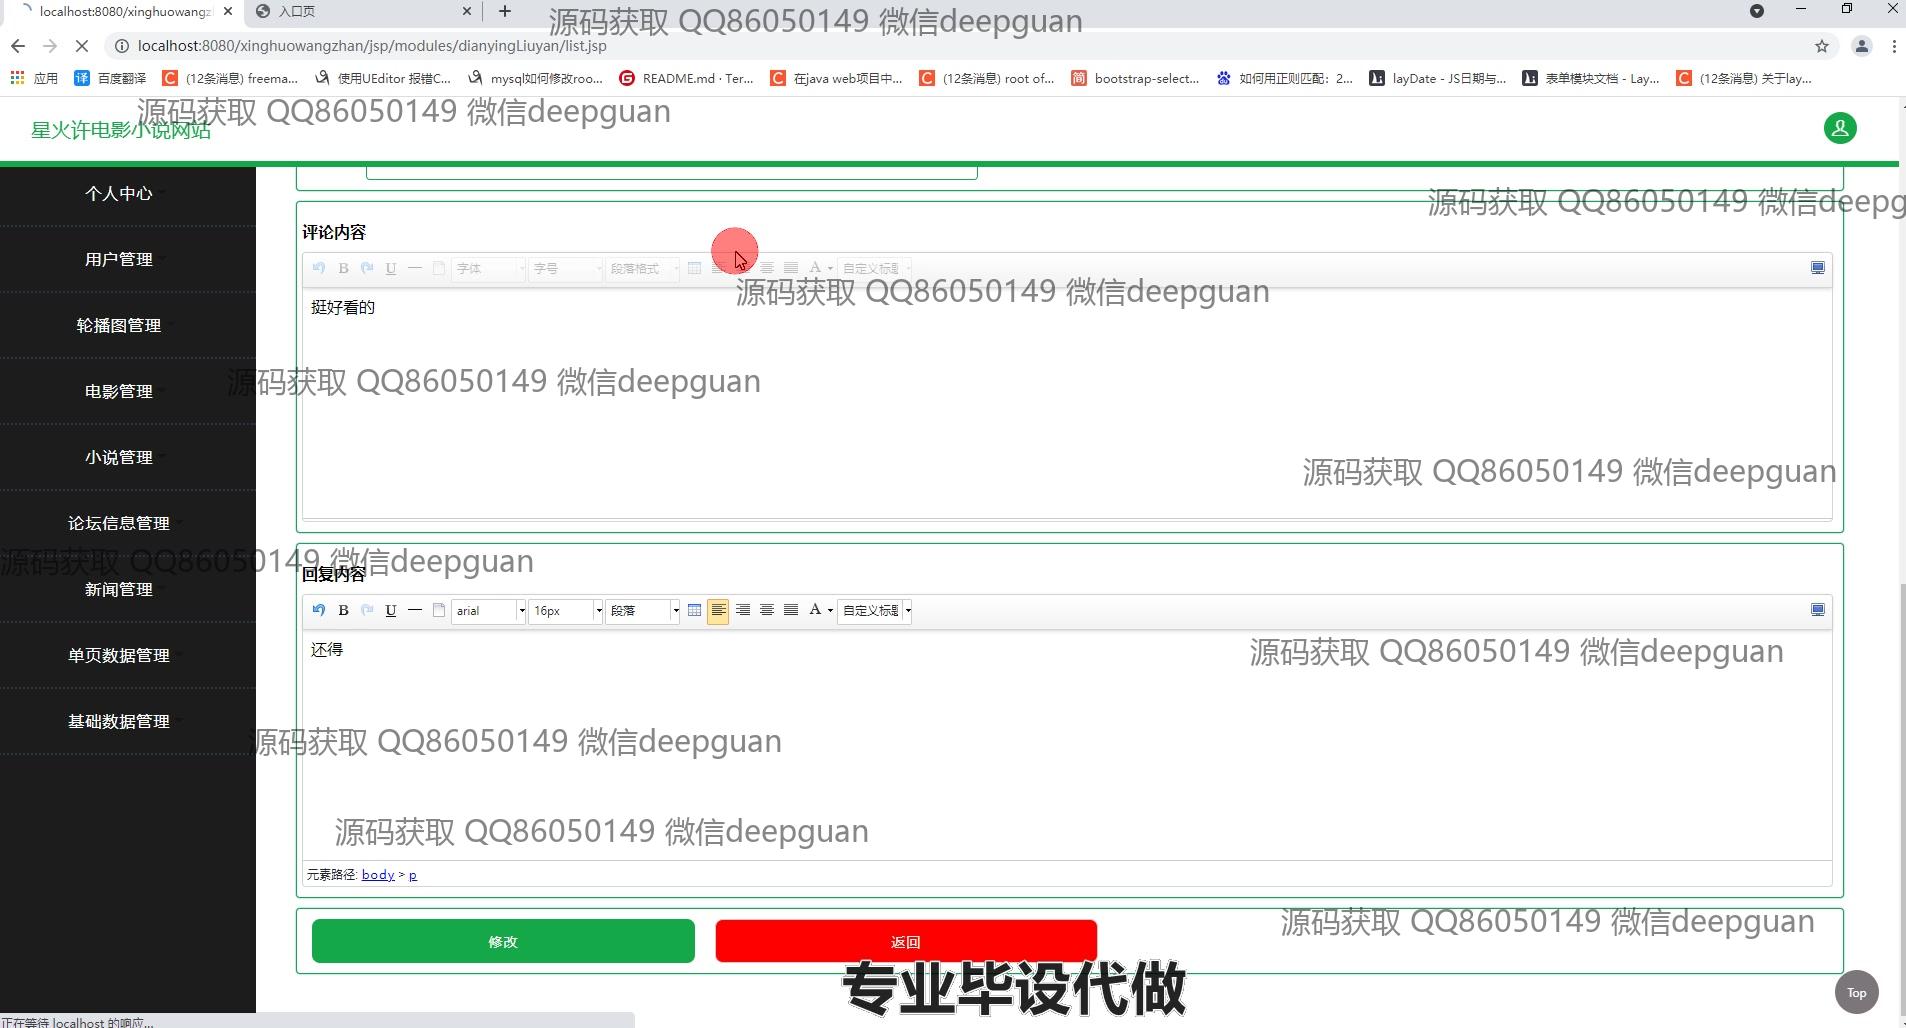 localhost:8080/xinghuowangz
入口页
源码获取 QQ86050149 微信deepguan
localhost:8080/xinghuowangzhan/jsp/modules/dianyingLiuyan/list.jsp
应用
百度翻译
(12条消息) freema...
使用UEditor 报错C...
mysql如何修改roo...
README.md · Ter...
在java web项目中...
(12条消息) root of...
bootstrap-select...
如何用正则匹配：2...
layDate - JS日期与...
表单模块文档 - Lay...
(12条消息) 关于lay...
源码获取 QQ86050149 微信deepguan
星火许电影小说网站
个人中心
源码获取 QQ86050149 微信deepg
评论内容
用户管理
字体
字号
段落格式
A
自定义标题
源码获取 QQ86050149 微信deepguan
挺好看的
轮播图管理
源码获取 QQ86050149 微信deepguan
电影管理
小说管理
源码获取 QQ86050149 微信deepguan
论坛信息管理
源码获取 QQ86050149 微信deepguan
回复内容
新闻管理
B
U
arial
16px
段落
A
自定义标题
还得
源码获取 QQ86050149 微信deepguan
单页数据管理
基础数据管理
源码获取 QQ86050149 微信deepguan
源码获取 QQ86050149 微信deepguan
元素路径: body > p
源码获取 QQ86050149 微信deepguan
修改
返回
专业毕设代做
Top
正在等待 localhost 的响应...